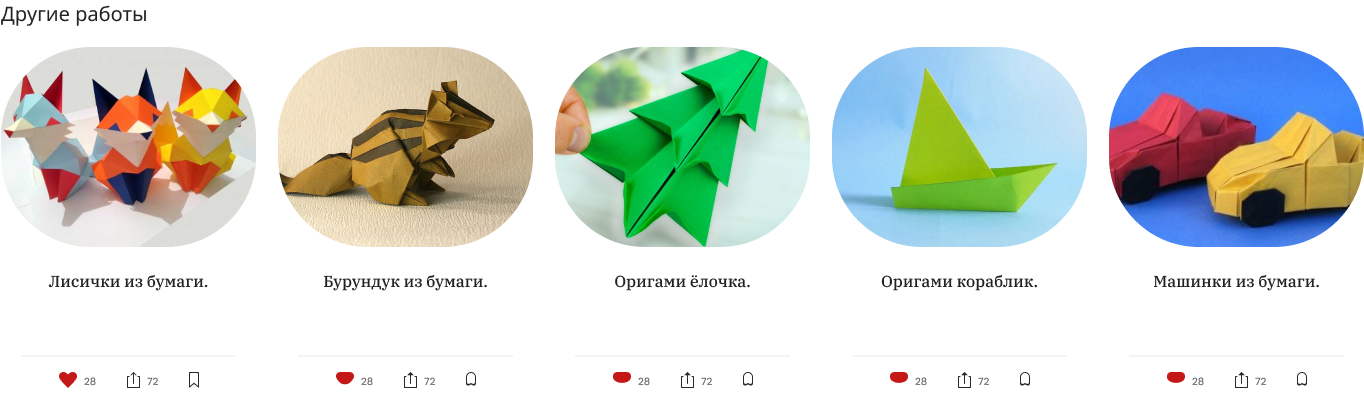 Другие работы
Лисички из бумаги.
Бурундук из бумаги.
Оригами ёлочка.
Оригами кораблик.
Машинки из бумаги.
28 72
28 72
28 72
28 72
28 72